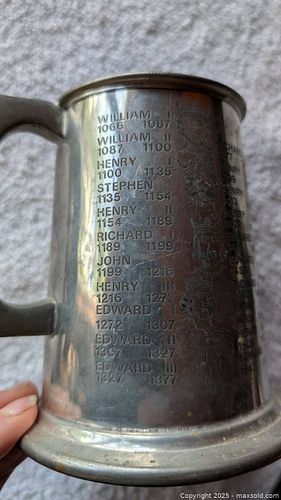 WILLIAM I
1066 1087
WILLIAM II
1087 1100
HENRY I
1100 1135
STEPHEN
1135 1154
HENRY II
1154 1189
RICHARD I
1189 1199
JOHN
1199 1216
HENRY III
1216 1272
EDWARD I
1272 1307
EDWARD II
1307 1327
EDWARD III
1327 1377
Copyright 2025 - maxsold.com